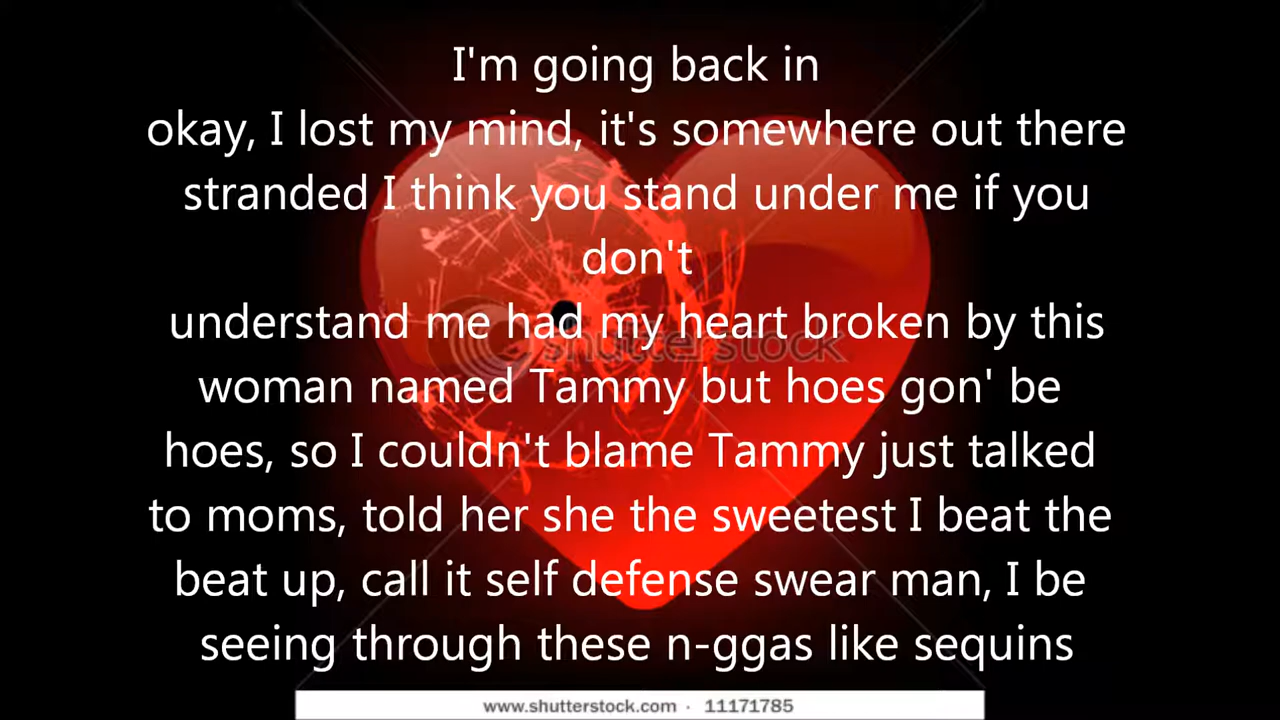 I'm going back in
okay, I lost my mind, it's somewhere out there
stranded I think you stand under me if you
don't
understand me had my heart broken by this
woman named Tammy but hoes gon' be
hoes, so I couldn't blame Tammy just talked
to moms, told her she the sweetest I beat the
beat up, call it self defense swear man, I be
seeing through these n-ggas like sequins
shutterstock
www.shutterstock.com · 11171785